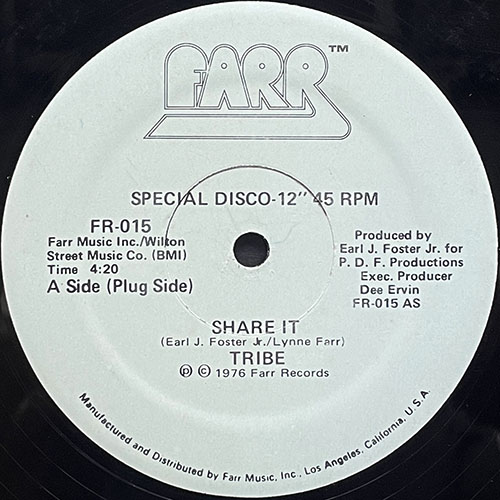 FARR™
SPECIAL DISCO-12" 45 RPM
FR-015
Farr Music Inc./Wilton
Street Music Co. (BMI)
Time 4:20
A Side (Plug Side)
Produced by
Earl J. Foster Jr. for
P. D. F. Productions
Exec. Producer
Dee Ervin
FR-015 AS
SHARE IT
(Earl J. Foster Jr./Lynne Farr)
TRIBE
℗ © 1976 Farr Records
Manufactured and Distributed by Farr Music, Inc., Los Angeles, California, U.S.A.